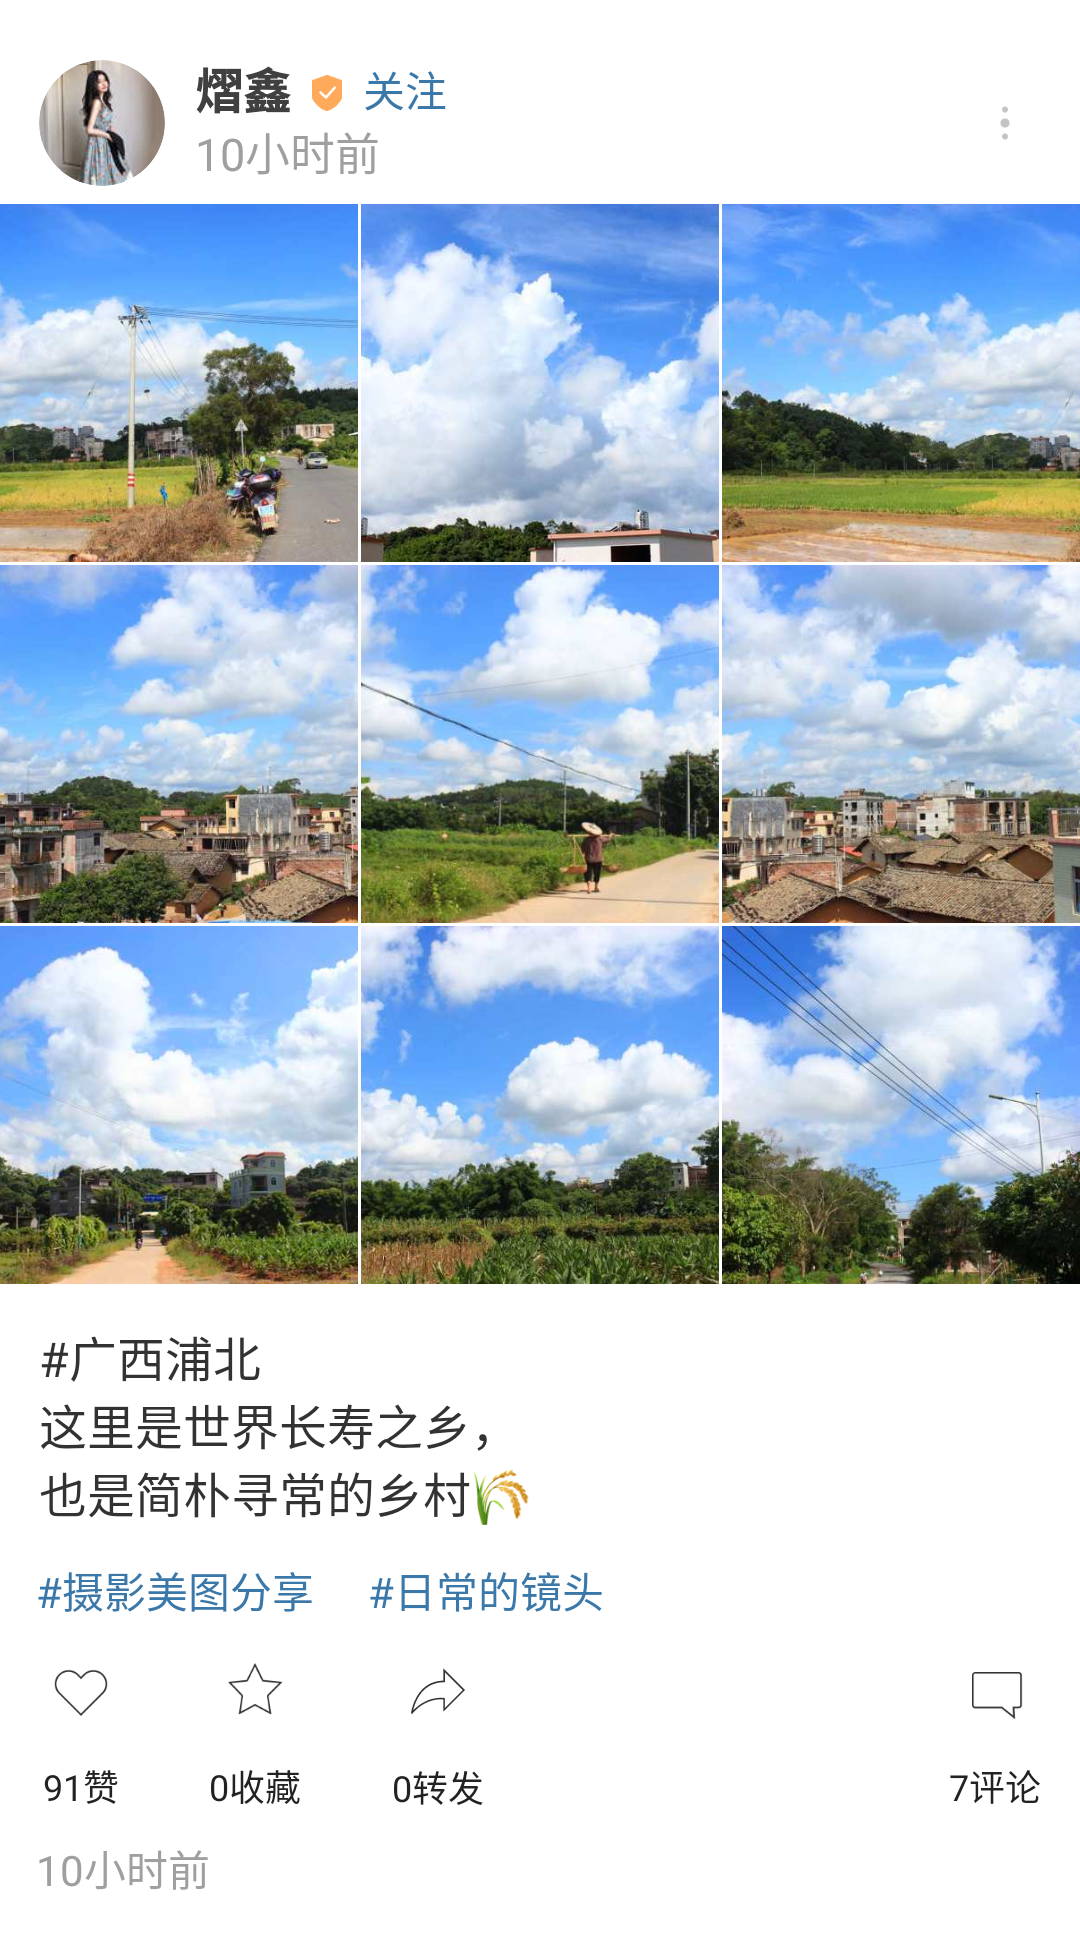 熠鑫 关注
10小时前
#广西浦北
这里是世界长寿之乡，
也是简朴寻常的乡村🌾
#摄影美图分享 #日常的镜头
91赞 0收藏 0转发 7评论
10小时前